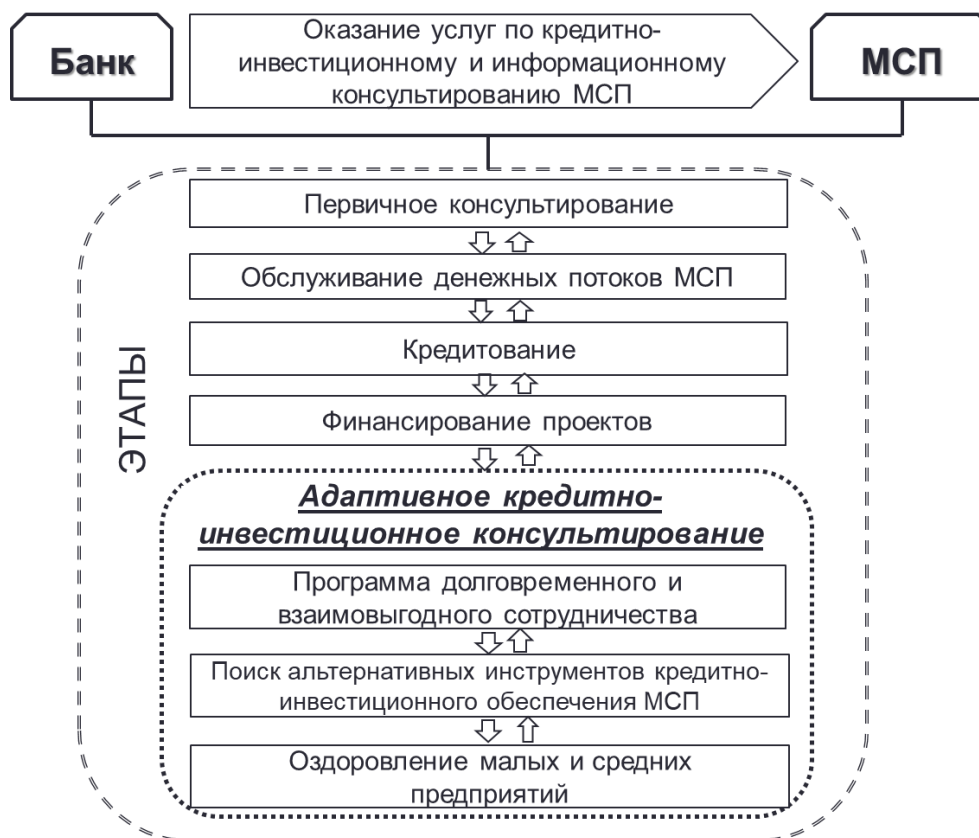 Банк
Оказание услуг по кредитно-
инвестиционному и информационному
консультированию МСП
МСП
ЭТАПЫ
Первичное консультирование
Обслуживание денежных потоков МСП
Кредитование
Финансирование проектов
Адаптивное кредитно-
инвестиционное консультирование
Программа долговременного и
взаимовыгодного сотрудничества
Поиск альтернативных инструментов кредитно-
инвестиционного обеспечения МСП
Оздоровление малых и средних
предприятий